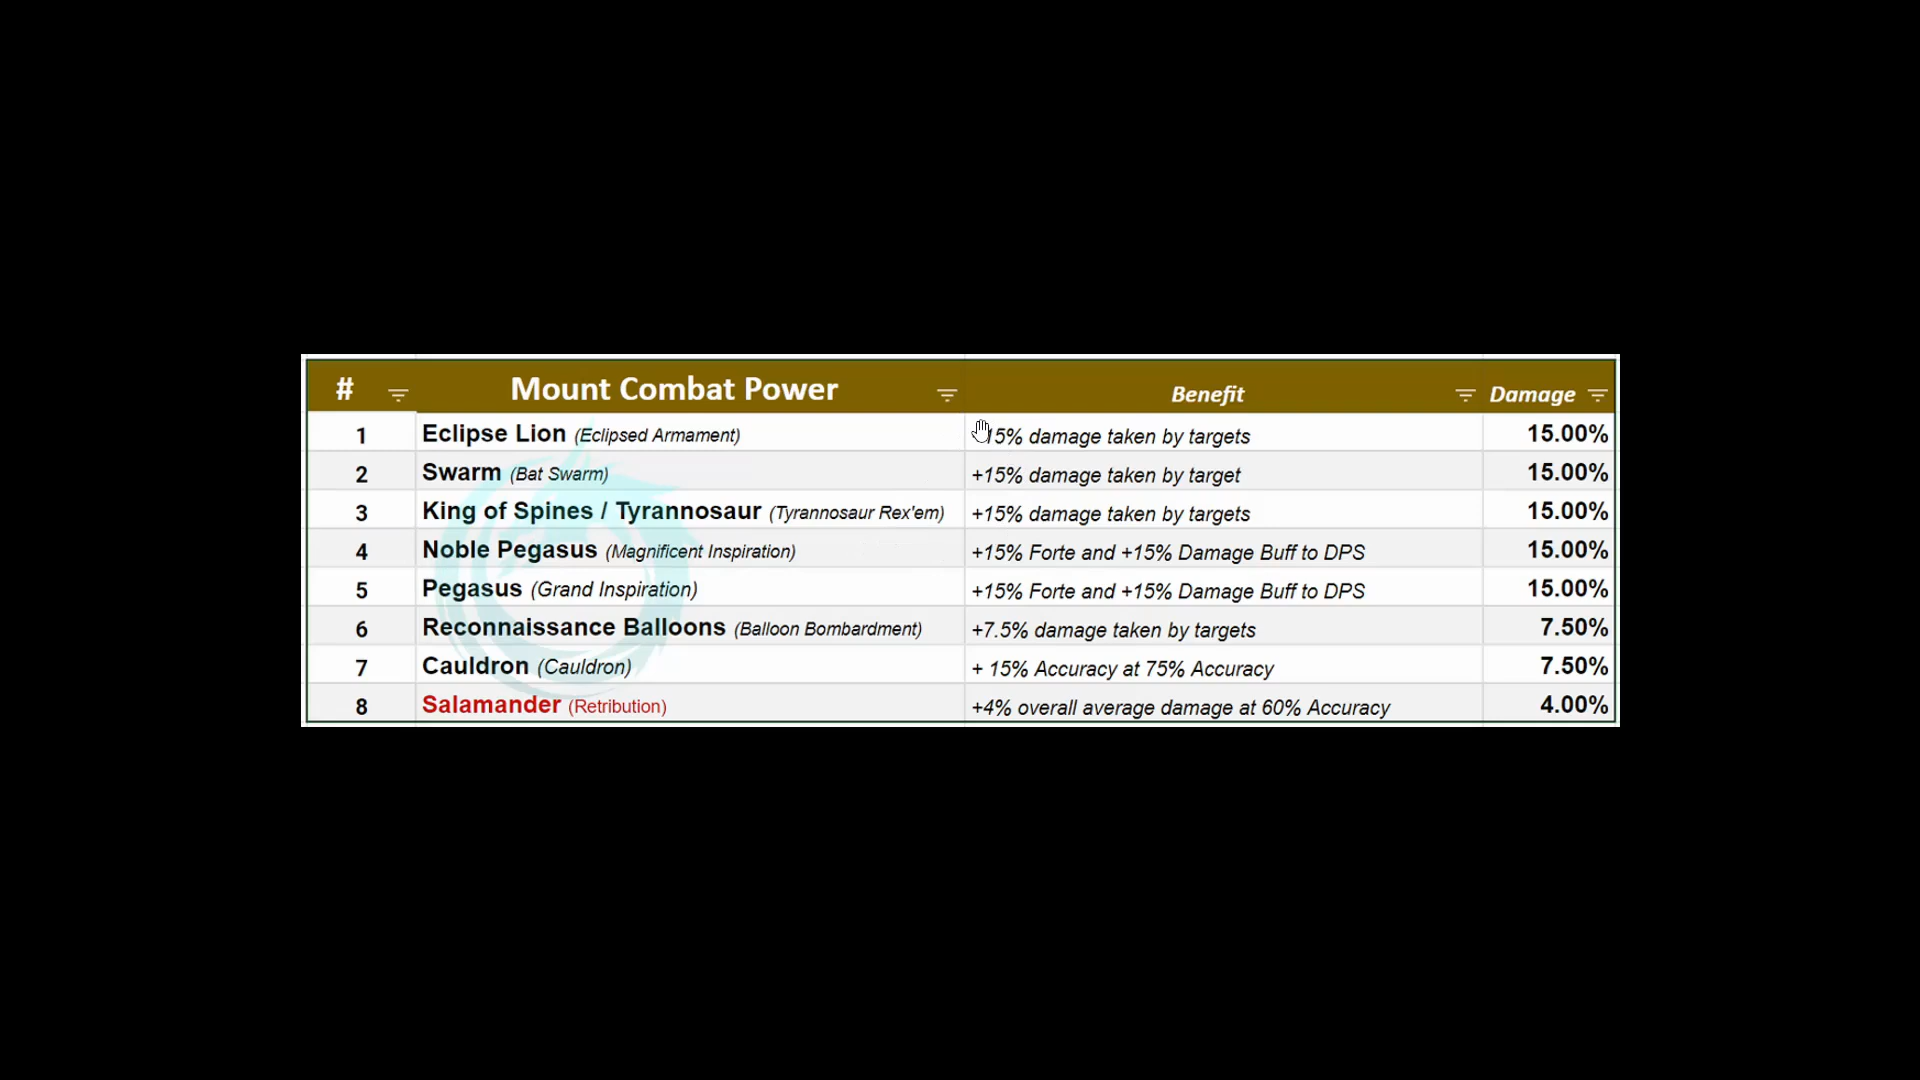 # Mount Combat Power Benefit Damage
1 Eclipse Lion (Eclipsed Armament) 15% damage taken by targets 15.00%
2 Swarm (Bat Swarm) +15% damage taken by target 15.00%
3 King of Spines / Tyrannosaur (Tyrannosaur Rex'em) +15% damage taken by targets 15.00%
4 Noble Pegasus (Magnificent Inspiration) +15% Forte and +15% Damage Buff to DPS 15.00%
5 Pegasus (Grand Inspiration) +15% Forte and +15% Damage Buff to DPS 15.00%
6 Reconnaissance Balloons (Balloon Bombardment) +7.5% damage taken by targets 7.50%
7 Cauldron (Cauldron) + 15% Accuracy at 75% Accuracy 7.50%
8 Salamander (Retribution) +4% overall average damage at 60% Accuracy 4.00%